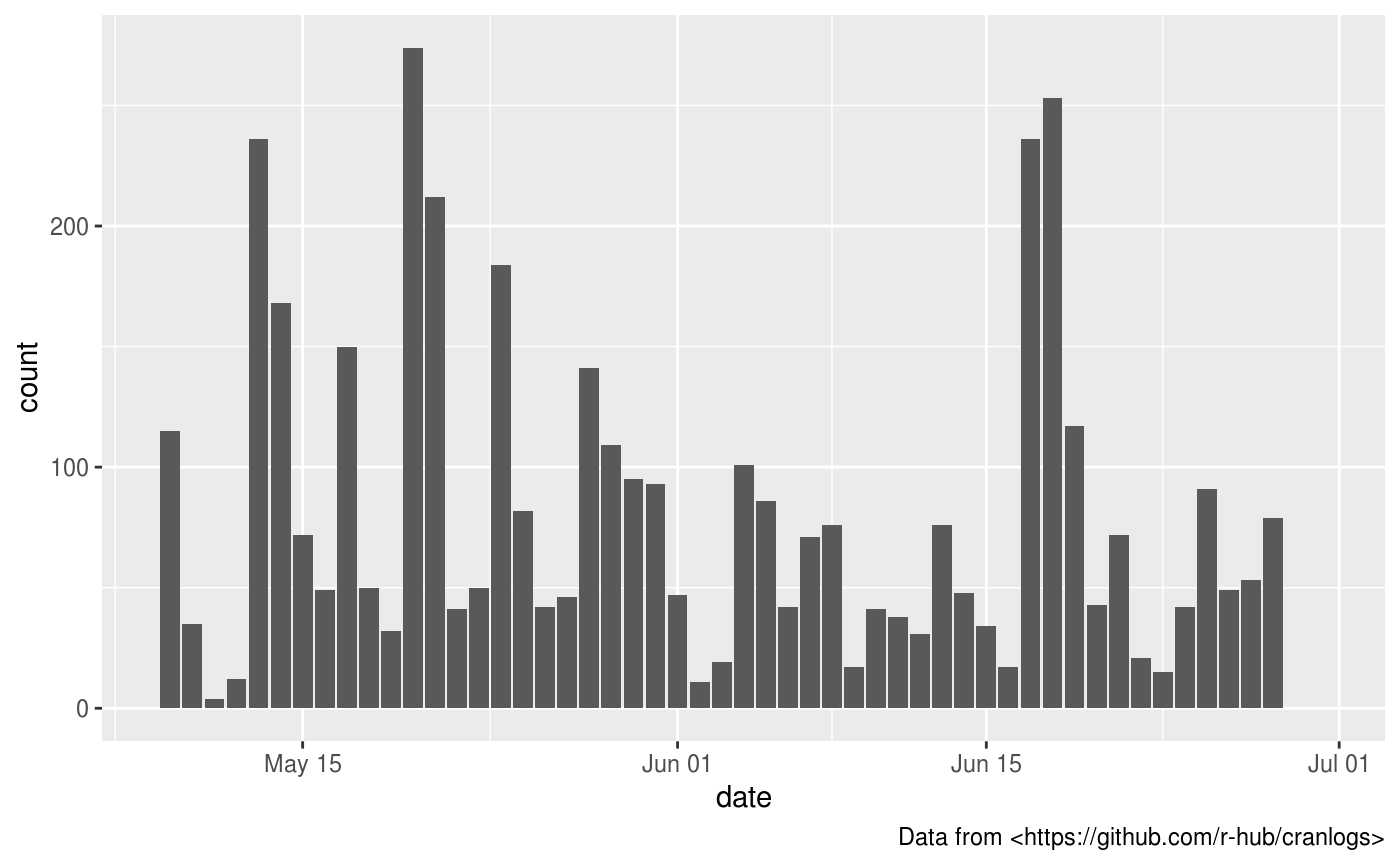 count
200
100
0
May 15
Jun 01
Jun 15
Jul 01
date
Data from <https://github.com/r-hub/cranlogs>